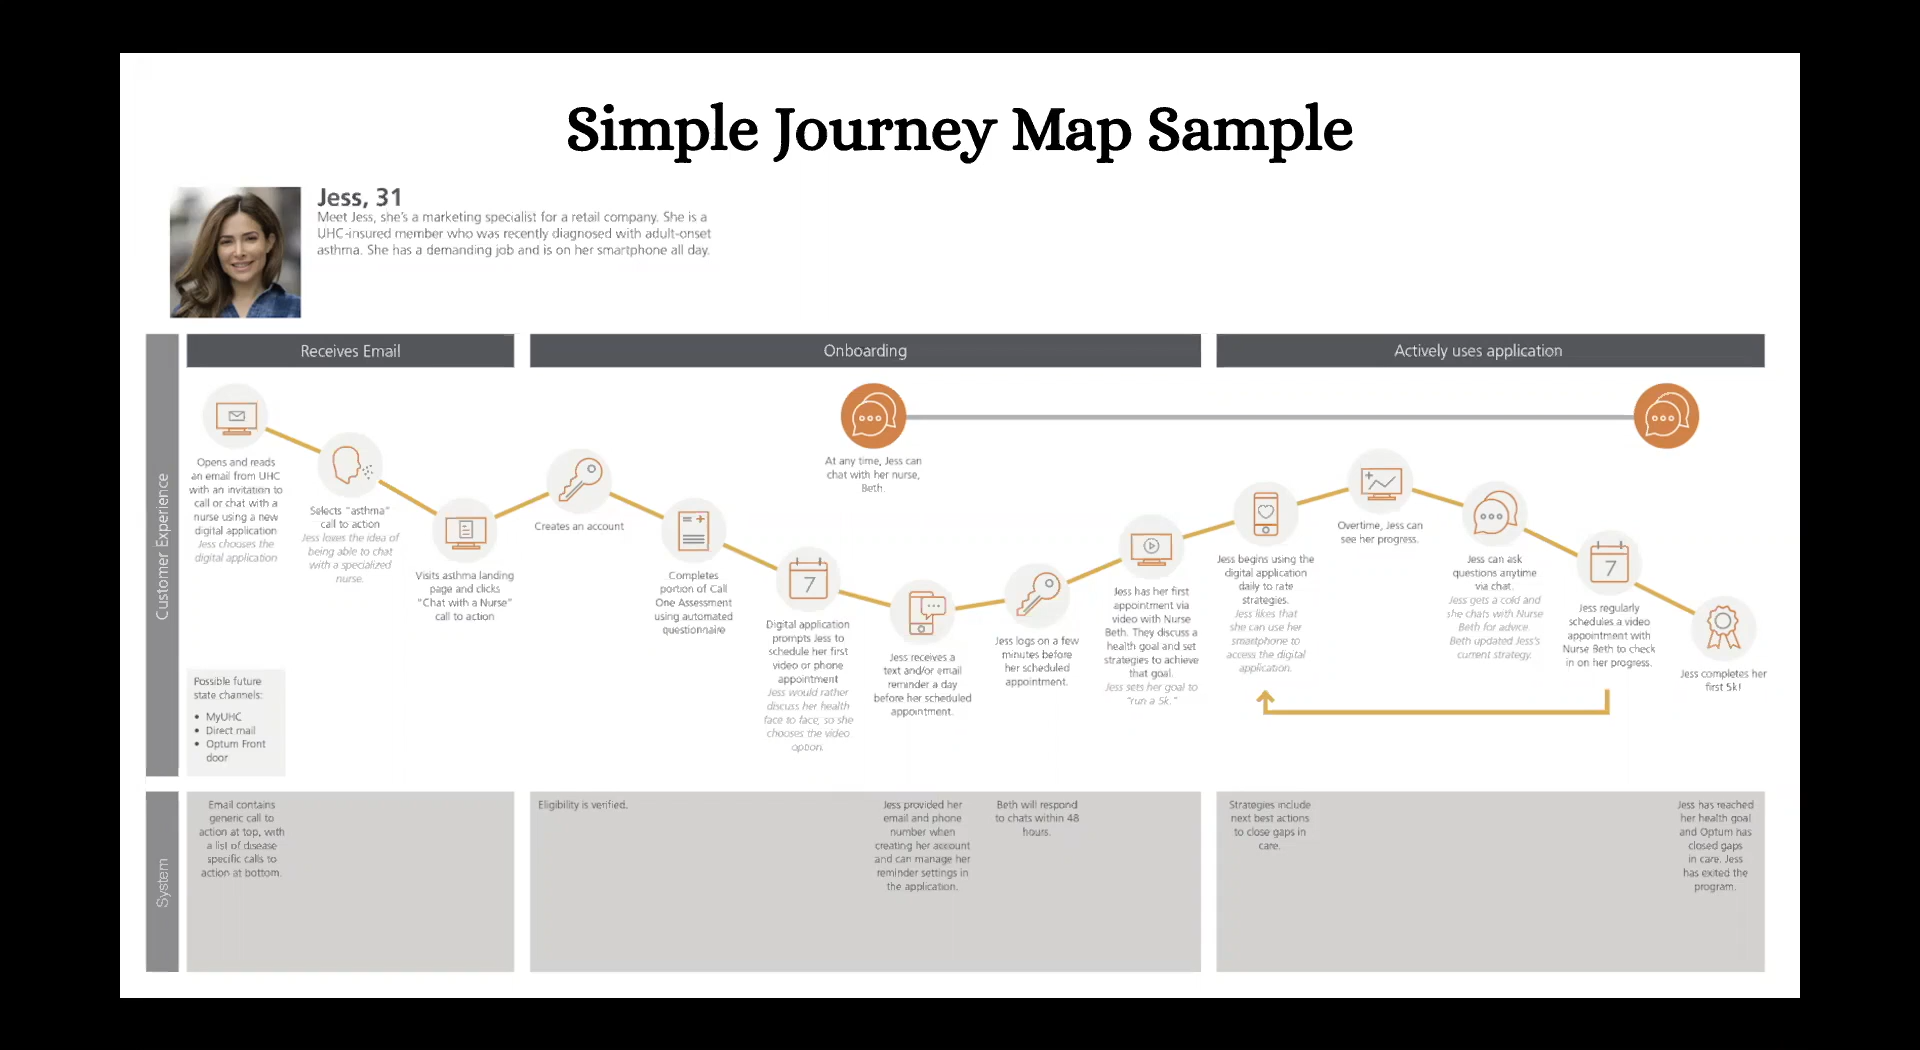 Simple Journey Map Sample
Jess, 31
Meet Jess, she's a marketing specialist for a retail company. She is a
UHC-insured member who was recently diagnosed with adult-onset
asthma. She has a demanding job and is on her smartphone all day.
Customer Experience
Receives Email
Onboarding
Actively uses application
Opens and reads
an email from UHC
with an invitation to
call or chat with a
nurse using a new
digital application
Jess chooses the
digital application
Selects "asthma"
call to action
Jess loves the idea of
being able to chat
with a specialized
nurse.
Visits asthma landing
page and clicks
"Chat with a Nurse"
call to action
Creates an account
Completes
portion of Call
One Assessment
using automated
questionnaire
7
Digital application
prompts Jess to
schedule her first
video or phone
appointment
Jess would rather
discuss her health
face to face, so she
chooses the video
option.
At any time, Jess can
chat with her nurse,
Beth.
Jess receives a
text and/or email
reminder a day
before her scheduled
appointment.
Jess logs on a few
minutes before
her scheduled
appointment.
Jess has her first
appointment via
video with Nurse
Beth. They discuss a
health goal and set
strategies to achieve
that goal.
Jess sets her goal to
"run a 5k."
Jess begins using the
digital application
daily to rate
strategies.
Jess likes that
she can use her
smartphone to
access the digital
application.
Overtime, Jess can
see her progress.
Jess can ask
questions anytime
via chat.
Jess gets a cold and
she chats with Nurse
Beth for advice.
Beth updated Jess's
current strategy.
7
Jess regularly
schedules a video
appointment with
Nurse Beth to check
in on her progress.
Jess completes her
first 5k!
Possible future
state channels:
• MyUHC
• Direct mail
• Optum Front
door
System
Email contains
generic call to
action at top, with
a list of disease
specific calls to
action at bottom.
Eligibility is verified.
Jess provided her
email and phone
number when
creating her account
and can manage her
reminder settings in
the application.
Beth will respond
to chats within 48
hours.
Strategies include
next best actions
to close gaps in
care.
Jess has reached
her health goal
and Optum has
closed gaps
in care. Jess
has exited the
program.